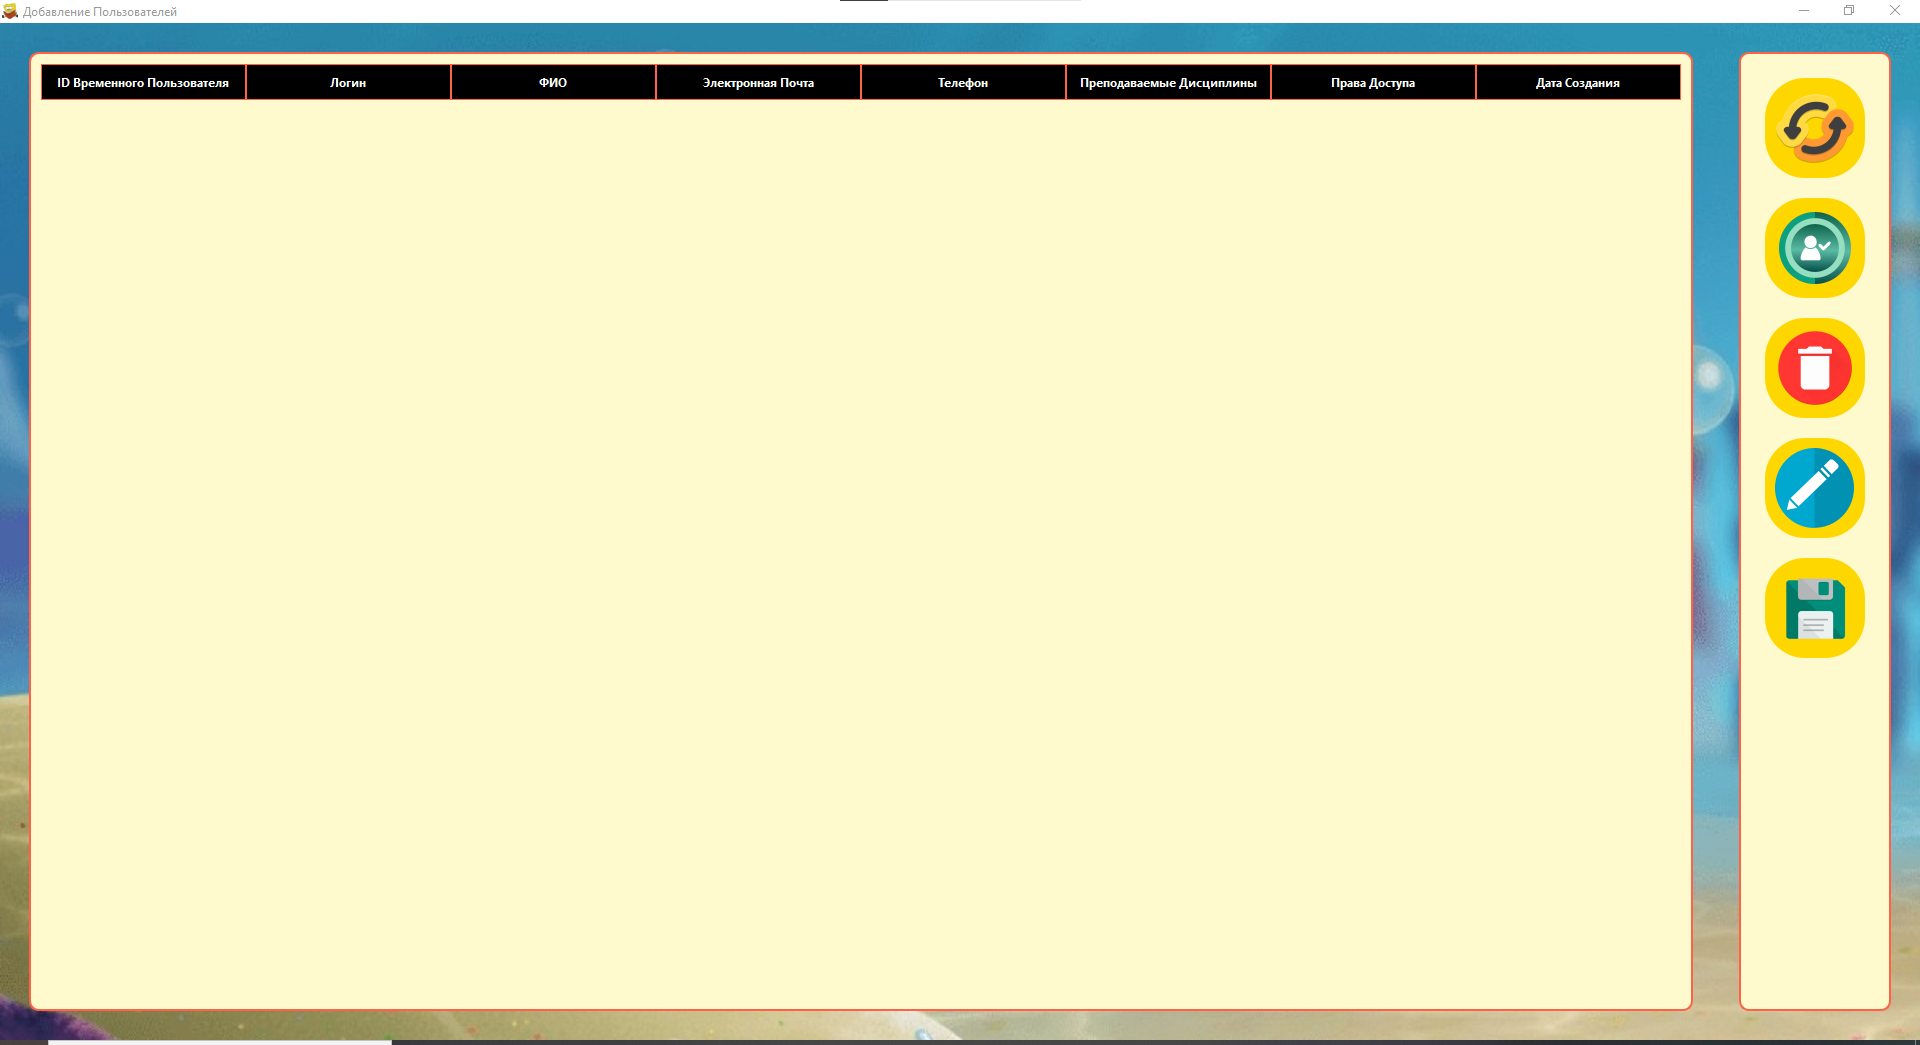 Добавление Пользователей
ID Временного Пользователя Логин ФИО Электронная Почта Телефон Преподаваемые Дисциплины Права Доступа Дата Создания